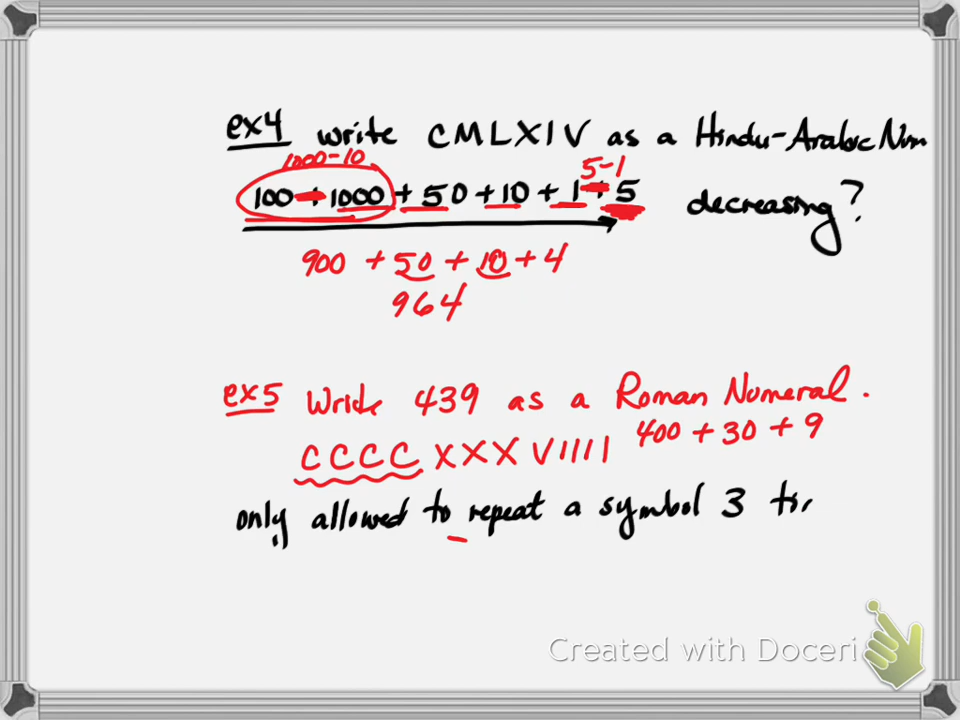 ex4 write CMLXIV as a Hindu-Arabic Num
1000-10 5-1
100 + 1000 + 50 + 10 + 1 + 5 decreasing?
900 + 50 + 10 + 4
964
ex5 Write 439 as a Roman Numeral.
CCCC XXX VIIII 400 + 30 + 9
only allowed to repeat a symbol 3
Created with Doceri